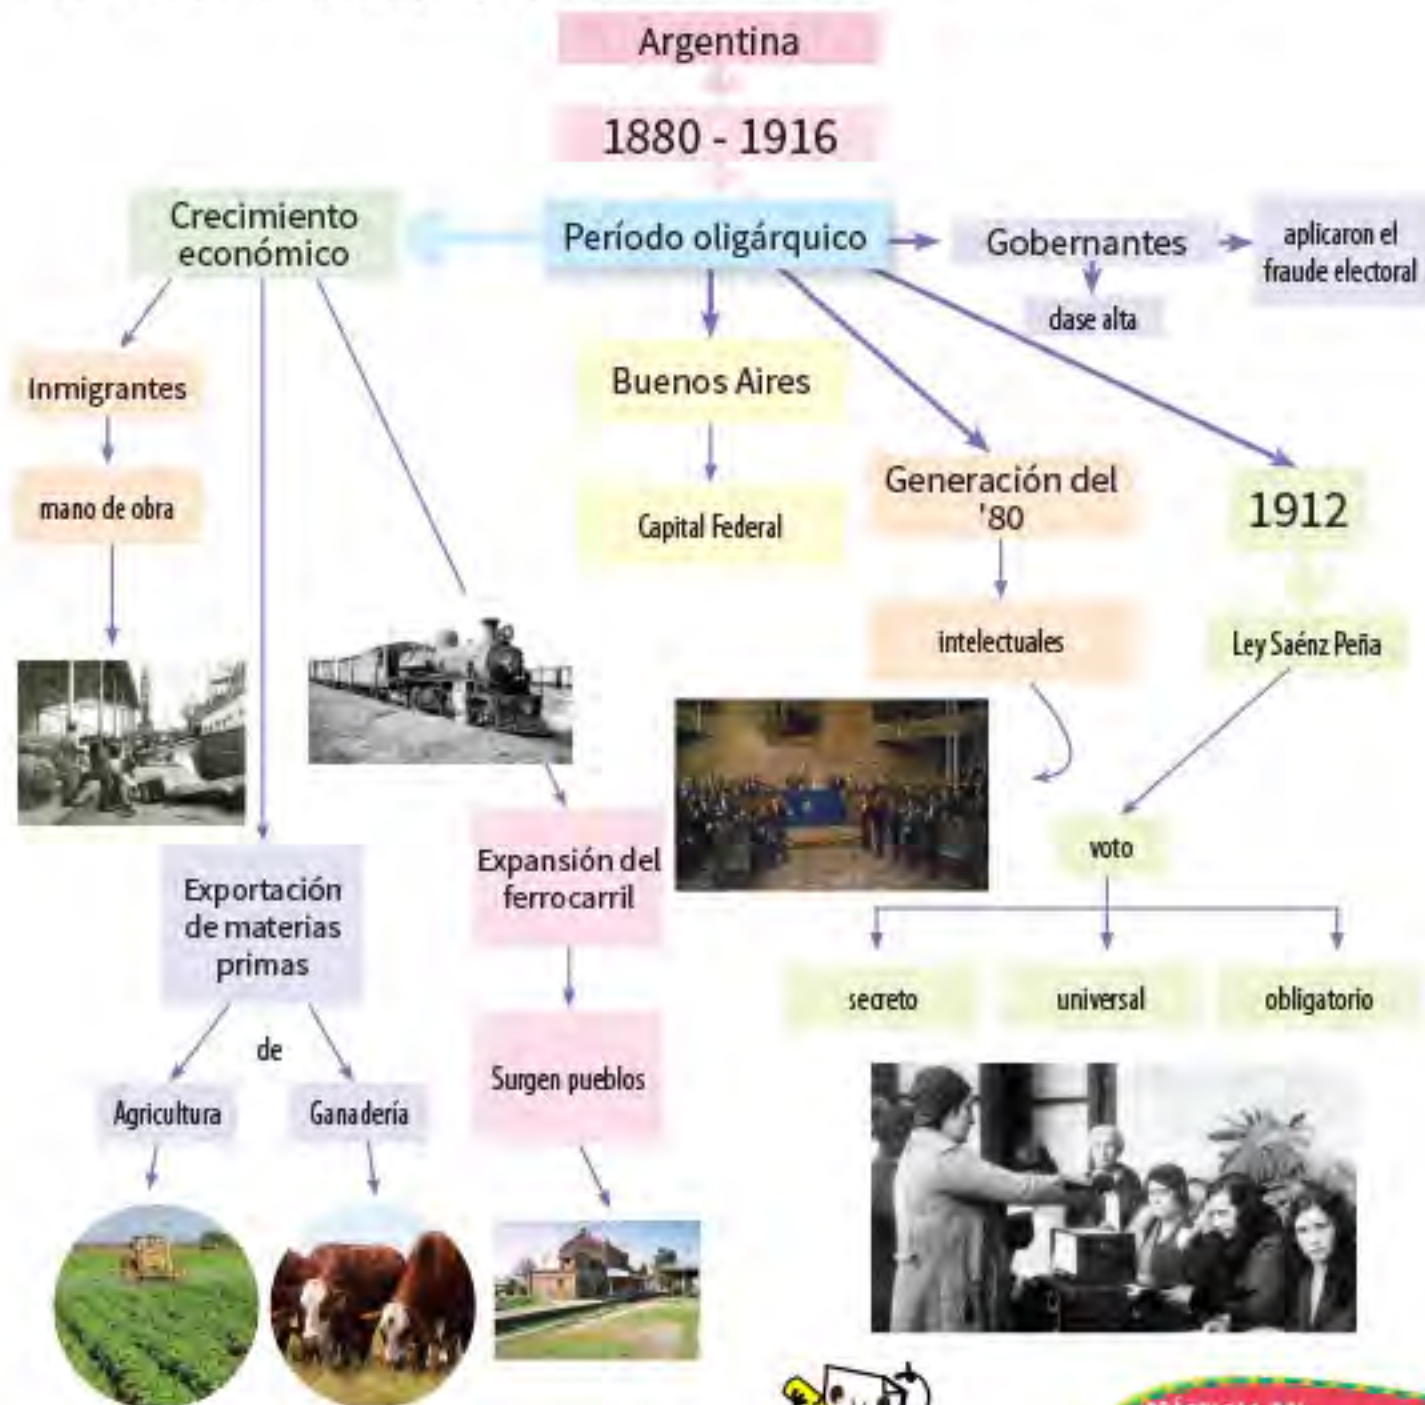 Argentina
1880 - 1916
Crecimiento
económico
Período oligárquico
Gobernantes
aplicaron el
fraude electoral
clase alta
Inmigrantes
mano de obra
Buenos Aires
Capital Federal
Generación del
'80
intelectuales
1912
Ley Saénz Peña
voto
secreto
universal
obligatorio
Exportación
de materias
primas
de
Agricultura
Ganadería
Expansión del
ferrocarril
Surgen pueblos